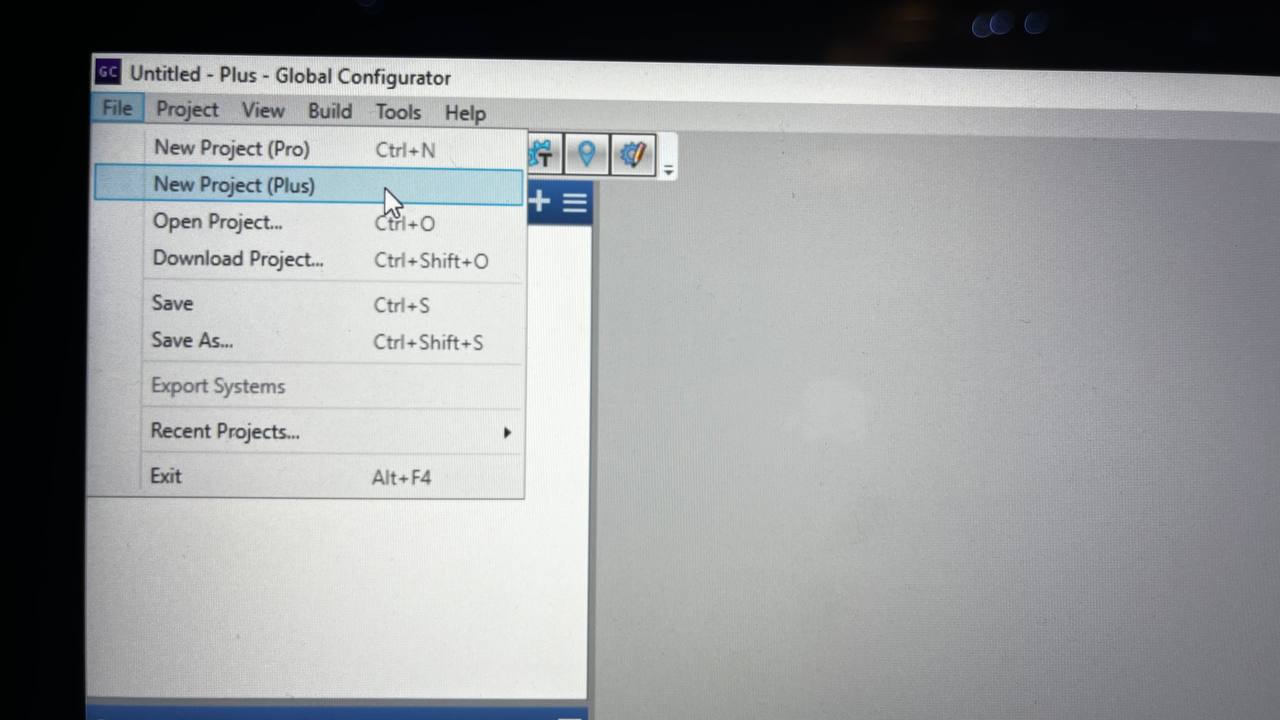 GC Untitled - Plus - Global Configurator
File Project View Build Tools Help
New Project (Pro) Ctrl+N
New Project (Plus)
Open Project... Ctrl+O
Download Project... Ctrl+Shift+O
Save Ctrl+S
Save As... Ctrl+Shift+S
Export Systems
Recent Projects...
Exit Alt+F4
T